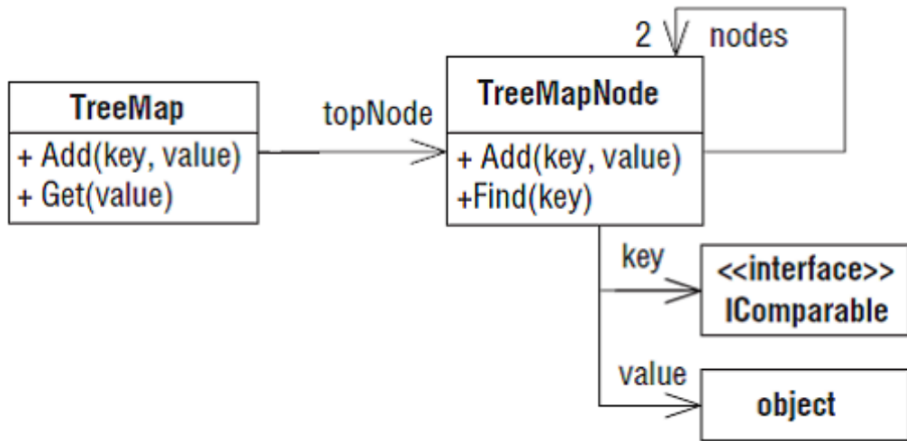 2 nodes
TreeMap
+ Add(key, value)
+ Get(value)
topNode
TreeMapNode
+ Add(key, value)
+Find(key)
key
<<interface>>
IComparable
value
object